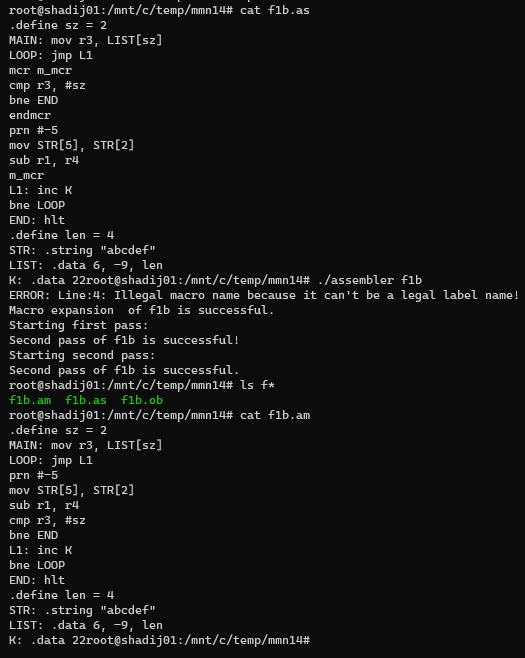 root@shadij01:/mnt/c/temp/mmn14# cat f1b.as
.define sz = 2
MAIN: mov r3, LIST[sz]
LOOP: jmp L1
mcr m_mcr
cmp r3, #sz
bne END
endmcr
prn #-5
mov STR[5], STR[2]
sub r1, r4
m_mcr
L1: inc K
bne LOOP
END: hlt
.define len = 4
STR: .string "abcdef"
LIST: .data 6, -9, len
K: .data 22root@shadij01:/mnt/c/temp/mmn14# ./assembler f1b
ERROR: Line:4: Illegal macro name because it can't be a legal label name!
Macro expansion  of f1b is successful.
Starting first pass:
Second pass of f1b is successful!
Starting second pass:
Second pass of f1b is successful.
root@shadij01:/mnt/c/temp/mmn14# ls f*
f1b.am  f1b.as  f1b.ob
root@shadij01:/mnt/c/temp/mmn14# cat f1b.am
.define sz = 2
MAIN: mov r3, LIST[sz]
LOOP: jmp L1
prn #-5
mov STR[5], STR[2]
sub r1, r4
cmp r3, #sz
bne END
L1: inc K
bne LOOP
END: hlt
.define len = 4
STR: .string "abcdef"
LIST: .data 6, -9, len
K: .data 22root@shadij01:/mnt/c/temp/mmn14#